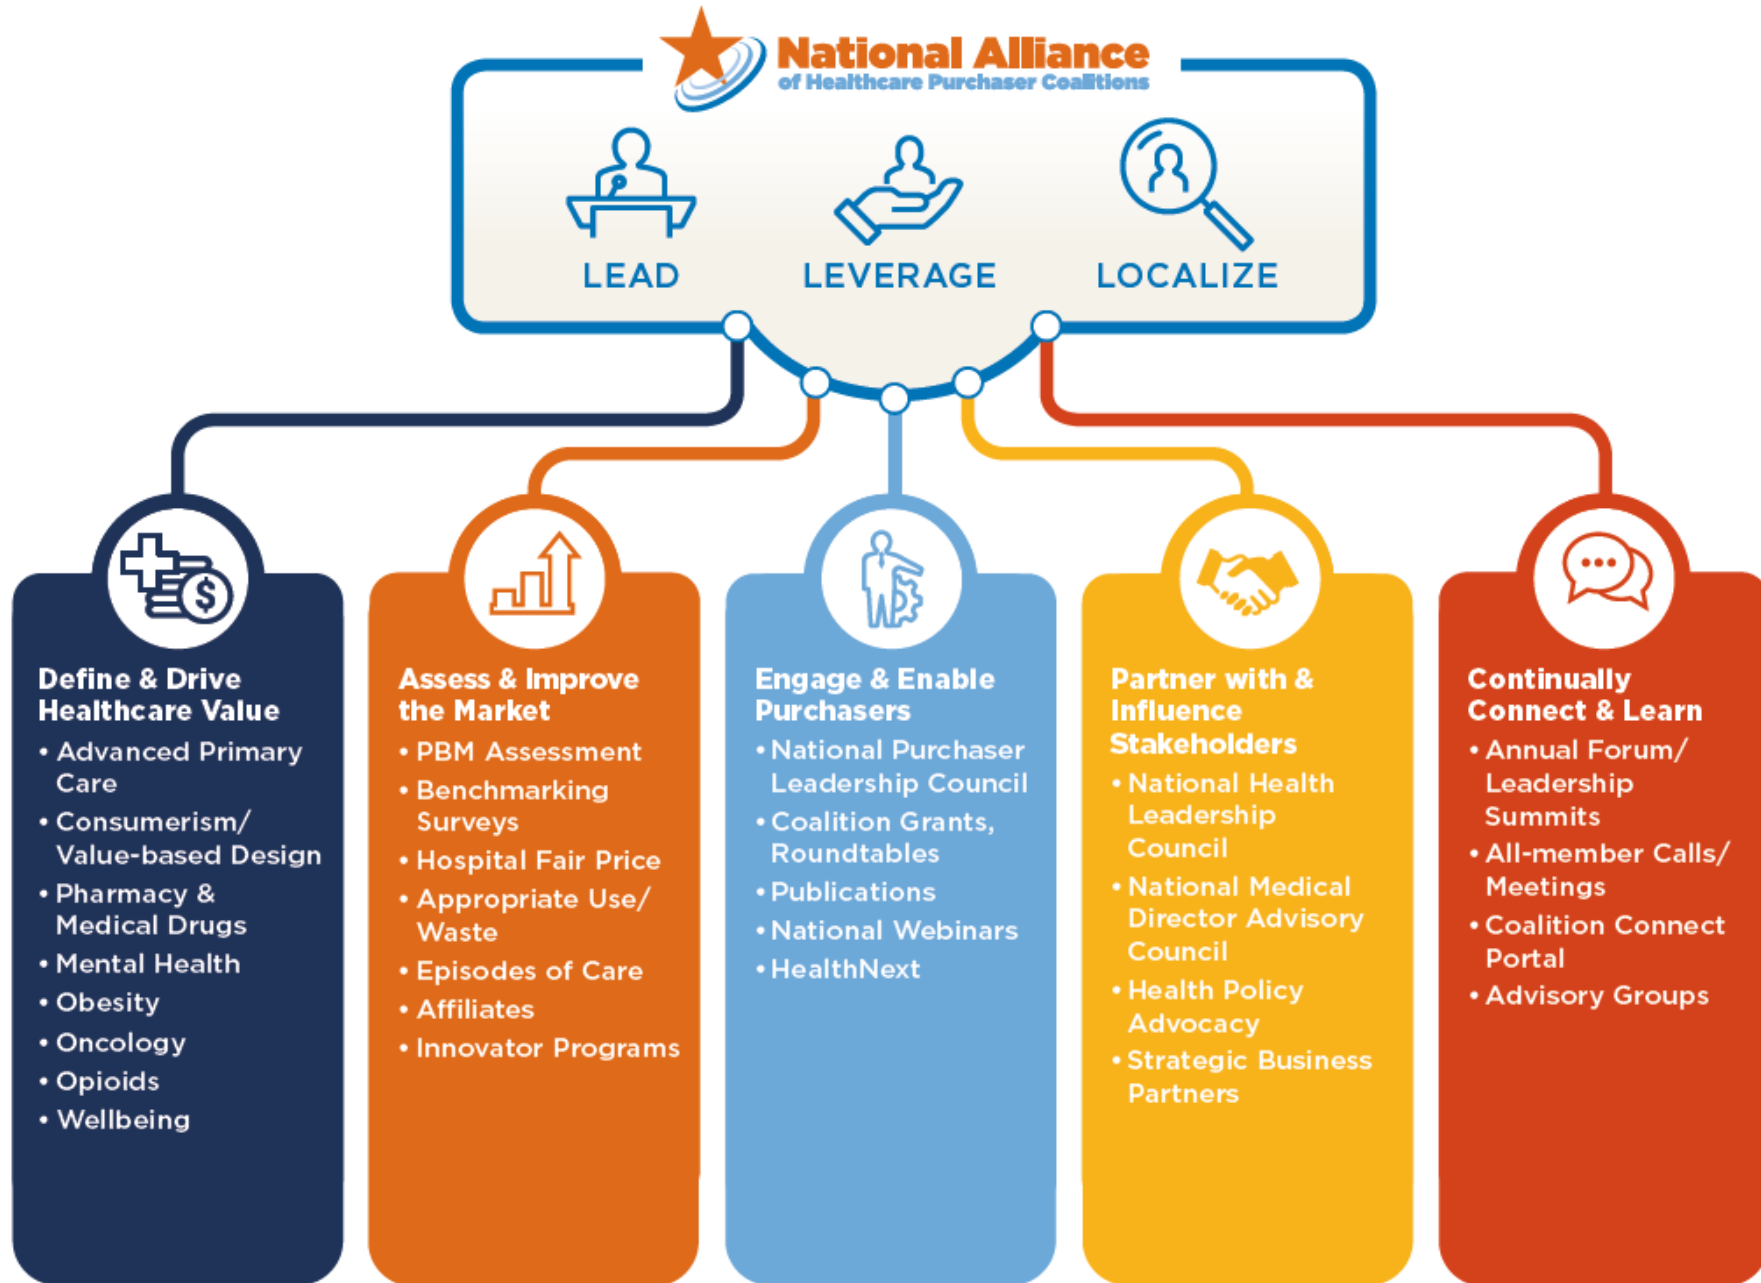 National Alliance
of Healthcare Purchaser Coalitions
LEAD
LEVERAGE
LOCALIZE
$
Define & Drive
Healthcare Value
• Advanced Primary
Care
• Consumerism/
Value-based Design
• Pharmacy &
Medical Drugs
• Mental Health
• Obesity
• Oncology
• Opioids
• Wellbeing
Assess & Improve
the Market
• PBM Assessment
• Benchmarking
Surveys
• Hospital Fair Price
• Appropriate Use/
Waste
• Episodes of Care
• Affiliates
• Innovator Programs
Engage & Enable
Purchasers
• National Purchaser
Leadership Council
• Coalition Grants,
Roundtables
• Publications
• National Webinars
• HealthNext
Partner with &
Influence
Stakeholders
• National Health
Leadership
Council
• National Medical
Director Advisory
Council
• Health Policy
Advocacy
• Strategic Business
Partners
Continually
Connect & Learn
• Annual Forum/
Leadership
Summits
• All-member Calls/
Meetings
• Coalition Connect
Portal
• Advisory Groups